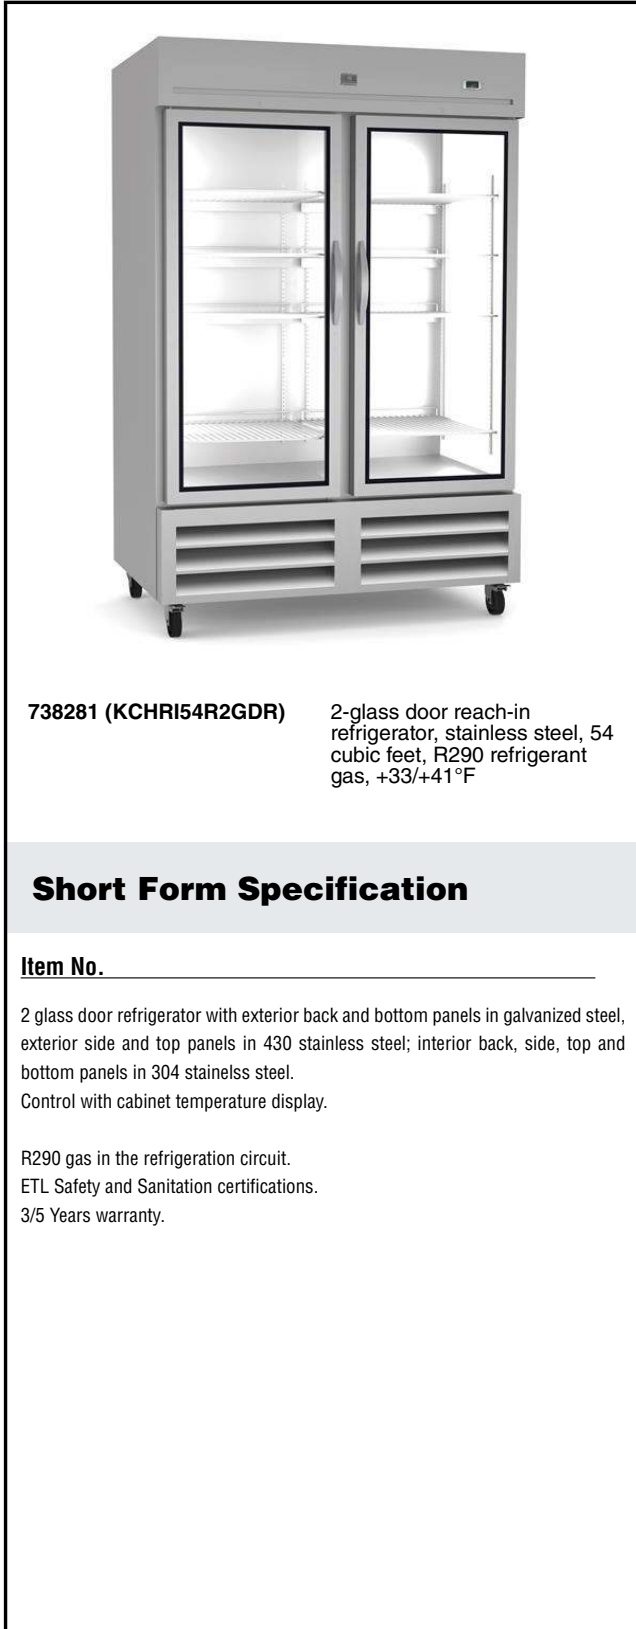 738281 (KCHRI54R2GDR)
2-glass door reach-in
refrigerator, stainless steel, 54
cubic feet, R290 refrigerant
gas, +33/+41°F
Short Form Specification
Item No.
2 glass door refrigerator with exterior back and bottom panels in galvanized steel,
exterior side and top panels in 430 stainless steel; interior back, side, top and
bottom panels in 304 stainelss steel.
Control with cabinet temperature display.
R290 gas in the refrigeration circuit.
ETL Safety and Sanitation certifications.
3/5 Years warranty.